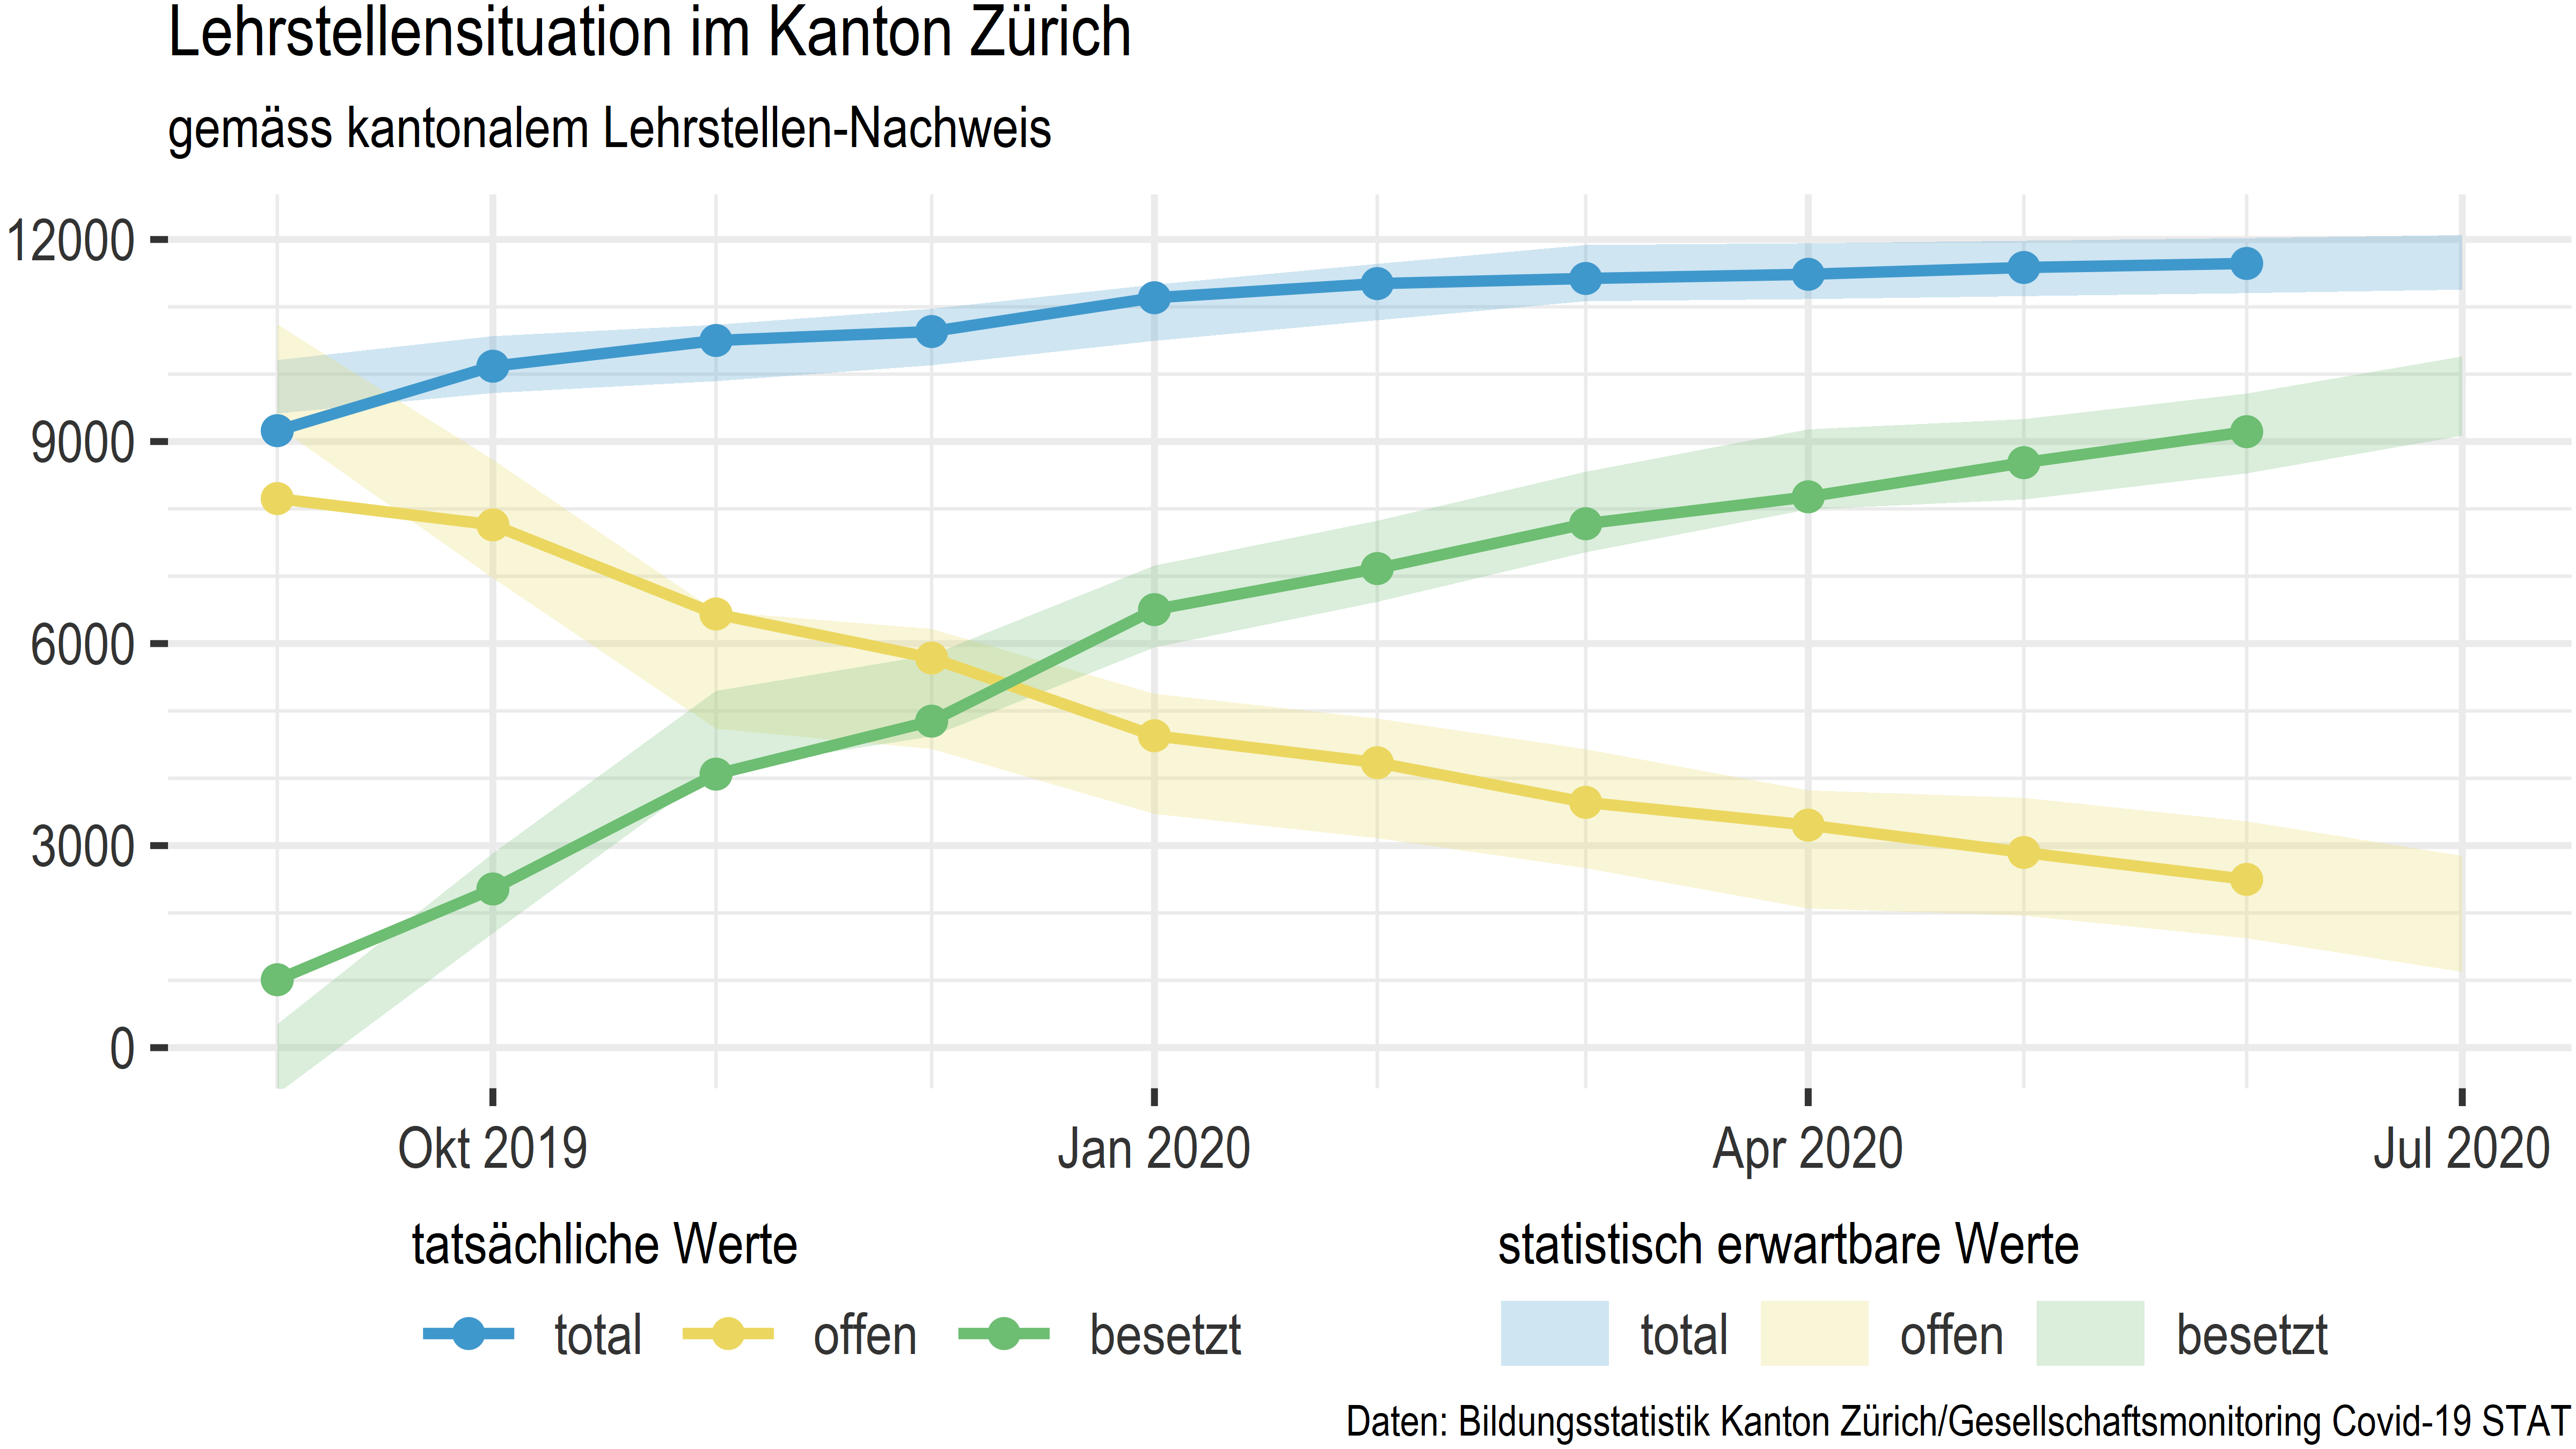 Lehrstellensituation im Kanton Zürich
gemäss kantonalem Lehrstellen-Nachweis
12000
9000
6000
3000
0
Okt 2019 Jan 2020 Apr 2020 Jul 2020
tatsächliche Werte statistisch erwartbare Werte
total offen besetzt total offen besetzt
Daten: Bildungsstatistik Kanton Zürich/Gesellschaftsmonitoring Covid-19 STAT